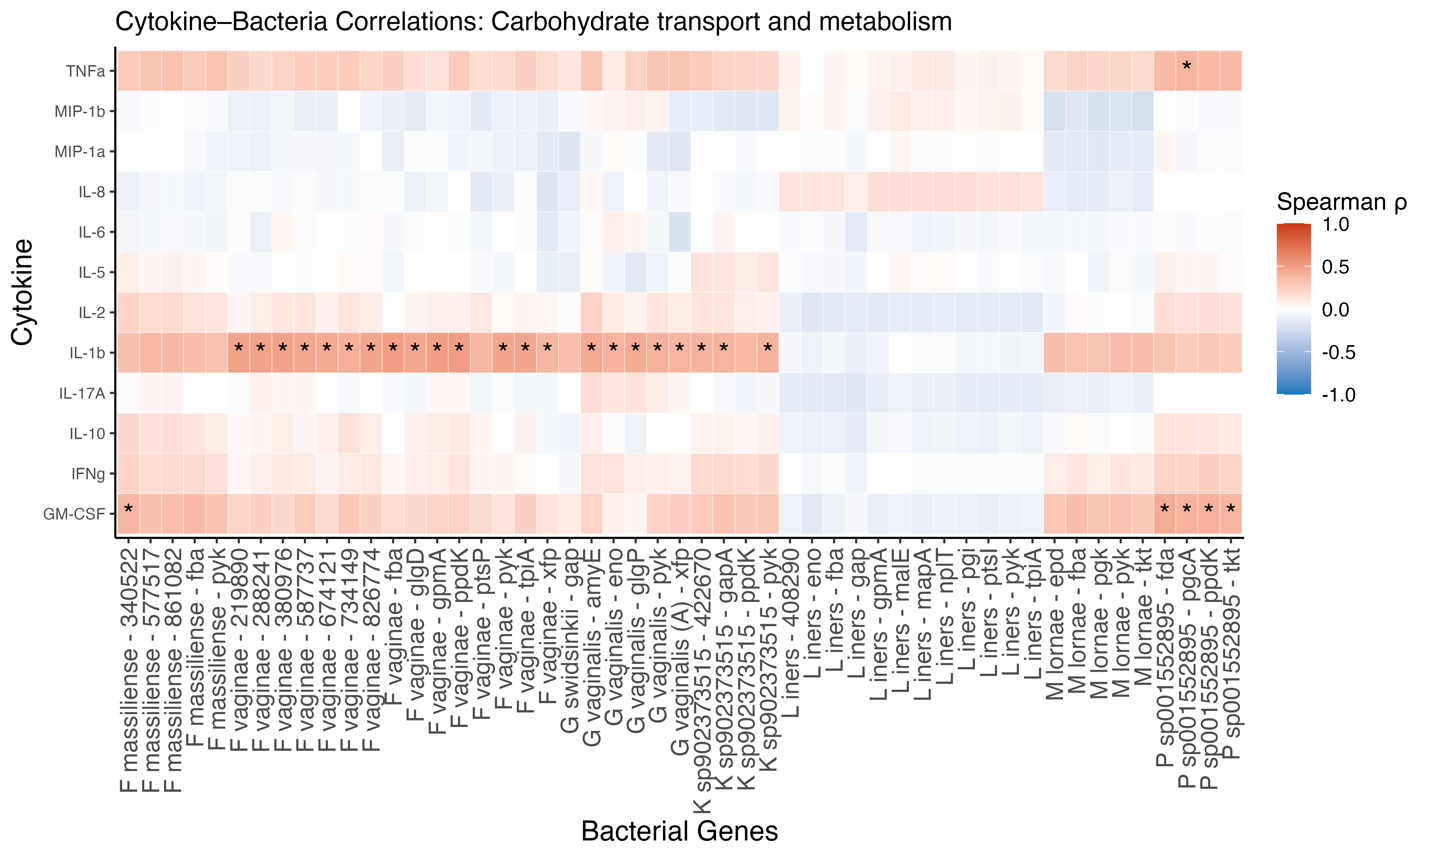 Cytokine–Bacteria Correlations: Carbohydrate transport and metabolism
Cytokine
TNFa
MIP-1b
MIP-1a
IL-8
IL-6
IL-5
IL-2
IL-1b
IL-17A
IL-10
IFNg
GM-CSF
*
* * * * * * * * * * * * * * * * * * * * * * *
* * * * *
F massiliense - 340522
F massiliense - 577517
F massiliense - 861082
F massiliense - fba
F massiliense - pyk
F vaginae - 219890
F vaginae - 288241
F vaginae - 380976
F vaginae - 587737
F vaginae - 674121
F vaginae - 734149
F vaginae - 826774
F vaginae - fba
F vaginae - glgD
F vaginae - gpmA
F vaginae - ppdK
F vaginae - ptsP
F vaginae - pyk
F vaginae - tpiA
F vaginae - xfp
G swidsinkii - gap
G vaginalis - amyE
G vaginalis - eno
G vaginalis - glgP
G vaginalis - pyk
G vaginalis (A) - xfp
K sp902373515 - 422670
K sp902373515 - gapA
K sp902373515 - ppdK
K sp902373515 - pyk
L iners - 408290
L iners - eno
L iners - fba
L iners - gap
L iners - gpmA
L iners - malE
L iners - mapA
L iners - nplT
L iners - pgi
L iners - ptsI
L iners - pyk
L iners - tpiA
M lornae - epd
M lornae - fba
M lornae - pgk
M lornae - pyk
M lornae - tkt
P sp001552895 - fda
P sp001552895 - pgcA
P sp001552895 - ppdK
P sp001552895 - tkt
Bacterial Genes
Spearman ρ
1.0
0.5
0.0
-0.5
-1.0